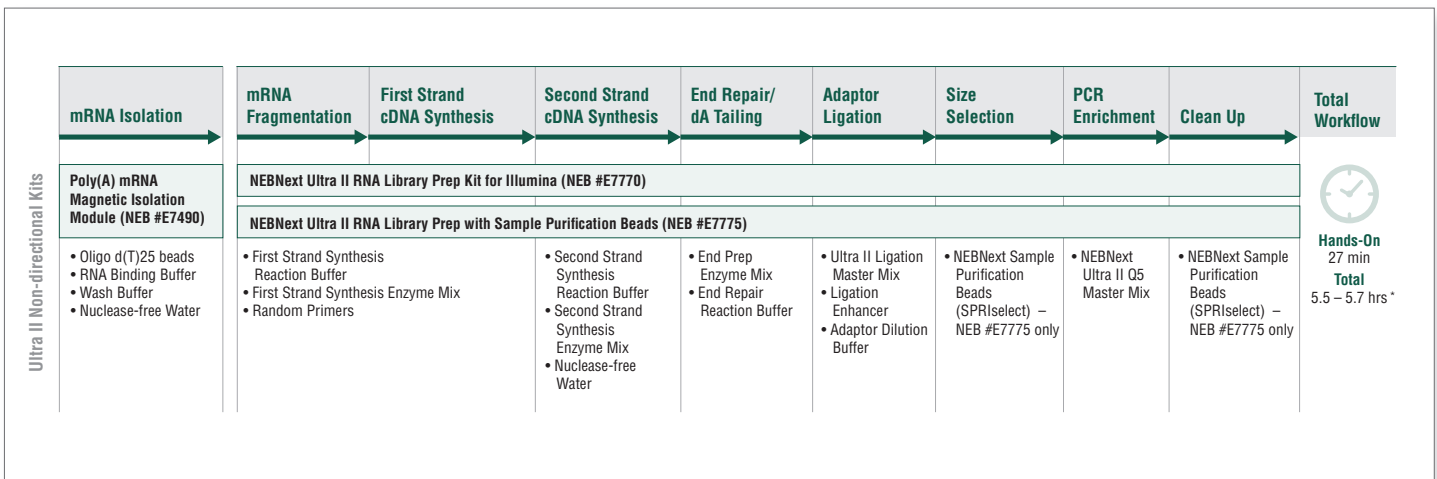 mRNA Isolation
mRNA
Fragmentation
First Strand
cDNA Synthesis
Second Strand
cDNA Synthesis
End Repair/
dA Tailing
Adaptor
Ligation
Size
Selection
PCR
Enrichment
Clean Up
Total
Workflow
Ultra II Non-directional Kits
Poly(A) mRNA
Magnetic Isolation
Module (NEB #E7490)
NEBNext Ultra II RNA Library Prep Kit for Illumina (NEB #E7770)
NEBNext Ultra II RNA Library Prep with Sample Purification Beads (NEB #E7775)
• Oligo d(T)25 beads
• RNA Binding Buffer
• Wash Buffer
• Nuclease-free Water
• First Strand Synthesis
Reaction Buffer
• First Strand Synthesis Enzyme Mix
• Random Primers
• Second Strand
Synthesis
Reaction Buffer
• Second Strand
Synthesis
Enzyme Mix
• Nuclease-free
Water
• End Prep
Enzyme Mix
• End Repair
Reaction Buffer
• Ultra II Ligation
Master Mix
• Ligation
Enhancer
• Adaptor Dilution
Buffer
• NEBNext Sample
Purification
Beads
(SPRIselect) –
NEB #E7775 only
• NEBNext
Ultra II Q5
Master Mix
• NEBNext Sample
Purification
Beads
(SPRIselect) –
NEB #E7775 only
Hands-On
27 min
Total
5.5 – 5.7 hrs *